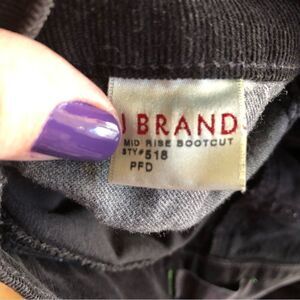 J BRAND
MID RISE BOOTCUT
STY#518
PFD